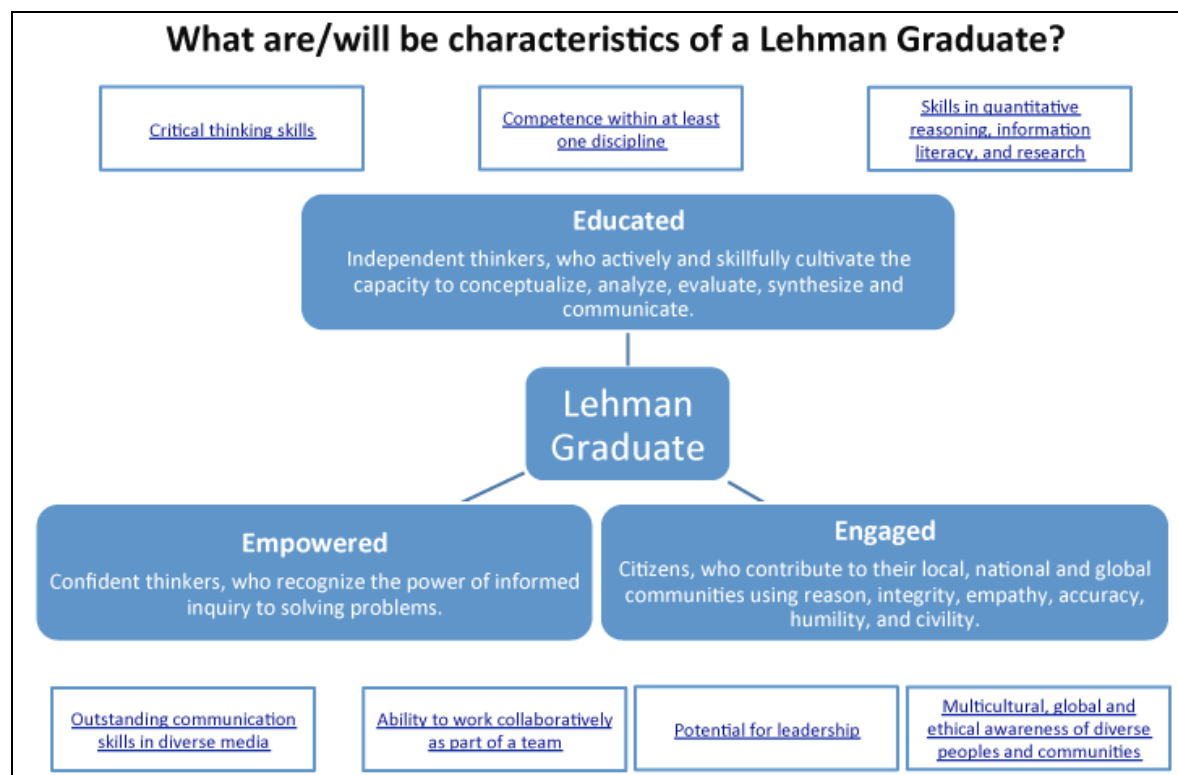 What are/will be characteristics of a Lehman Graduate?
Critical thinking skills
Competence within at least
one discipline
Skills in quantitative
reasoning, information
literacy, and research
Educated
Independent thinkers, who actively and skillfully cultivate the
capacity to conceptualize, analyze, evaluate, synthesize and
communicate.
Lehman
Graduate
Empowered
Confident thinkers, who recognize the power of informed
inquiry to solving problems.
Engaged
Citizens, who contribute to their local, national and global
communities using reason, integrity, empathy, accuracy,
humility, and civility.
Outstanding communication
skills in diverse media
Ability to work collaboratively
as part of a team
Potential for leadership
Multicultural, global and
ethical awareness of diverse
peoples and communities